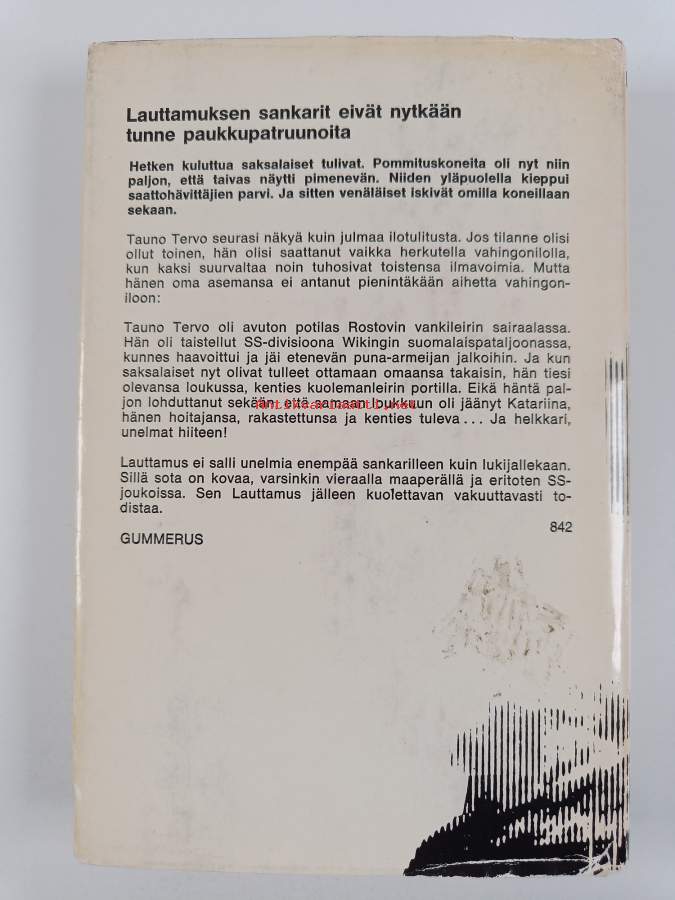 Lauttamuksen sankarit eivät nytkään
tunne paukkupatruunoita
Hetken kuluttua saksalaiset tulivat. Pommituskoneita oli nyt niin
paljon, että taivas näytti pimenevän. Niiden yläpuolella kieppui
saattohävittäjien parvi. Ja sitten venäläiset iskivät omilla koneillaan
sekaan.
Tauno Tervo seurasi näkyä kuin julmaa ilotulitusta. Jos tilanne olisi
ollut toinen, hän olisi saattanut vaikka herkutella vahingonilolla,
kun kaksi suurvaltaa noin tuhosivat toistensa ilmavoimia. Mutta
hänen oma asemansa ei antanut pienintäkään aihetta vahingon-
iloon:
Tauno Tervo oli avuton potilas Rostovin vankileirin sairaalassa.
Hän oli taistellut SS-divisioona Wikingin suomalaispataljoonassa,
kunnes haavoittui ja jäi etenevän puna-armeijan jalkoihin. Ja kun
saksalaiset nyt olivat tulleet ottamaan omaansa takaisin, hän tiesi
olevansa loukussa, kenties kuolemanleirin portilla. Eikä häntä pal-
jon lohduttanut sekään, että samaan loukkuun oli jäänyt Katariina,
antikvariaatti.net
hänen hoitajansa, rakastettunsa ja kenties tuleva... Ja helkkari,
unelmat hiiteen!
Lauttamus ei salli unelmia enempää sankarilleen kuin lukijallekaan.
Sillä sota on kovaa, varsinkin vieraalla maaperällä ja eritoten SS-
joukoissa. Sen Lauttamus jälleen kuolettavan vakuuttavasti to-
distaa.
842
GUMMERUS